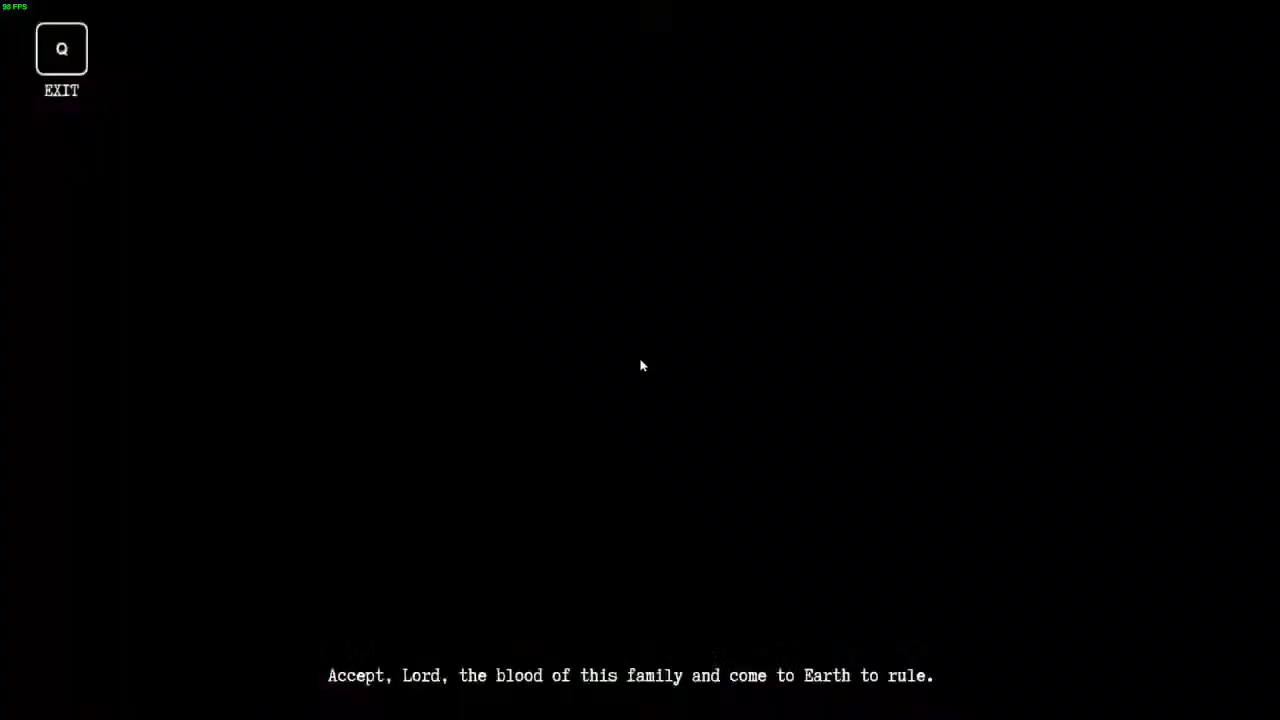 98 FPS
Q
EXIT
Accept, Lord, the blood of this family and come to Earth to rule.